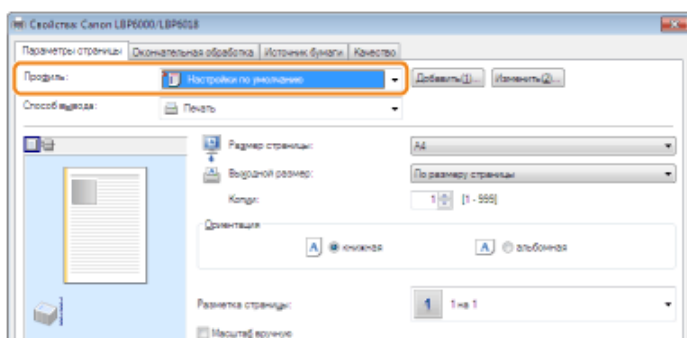 Свойства: Canon LBP6000/LBP6018
Параметры страницы Окончательная обработка Источник бумаги Качество
Профиль: Настройки по умолчанию Добавить(1)... Изменить(2)...
Способ вывода: Печать
Размер страницы: A4
Выходной размер: По размеру страницы
Копии: 1 [1 - 999]
Ориентация
A книжная A альбомная
Разметка страницы: 1 1 на 1
Масштаб вручную